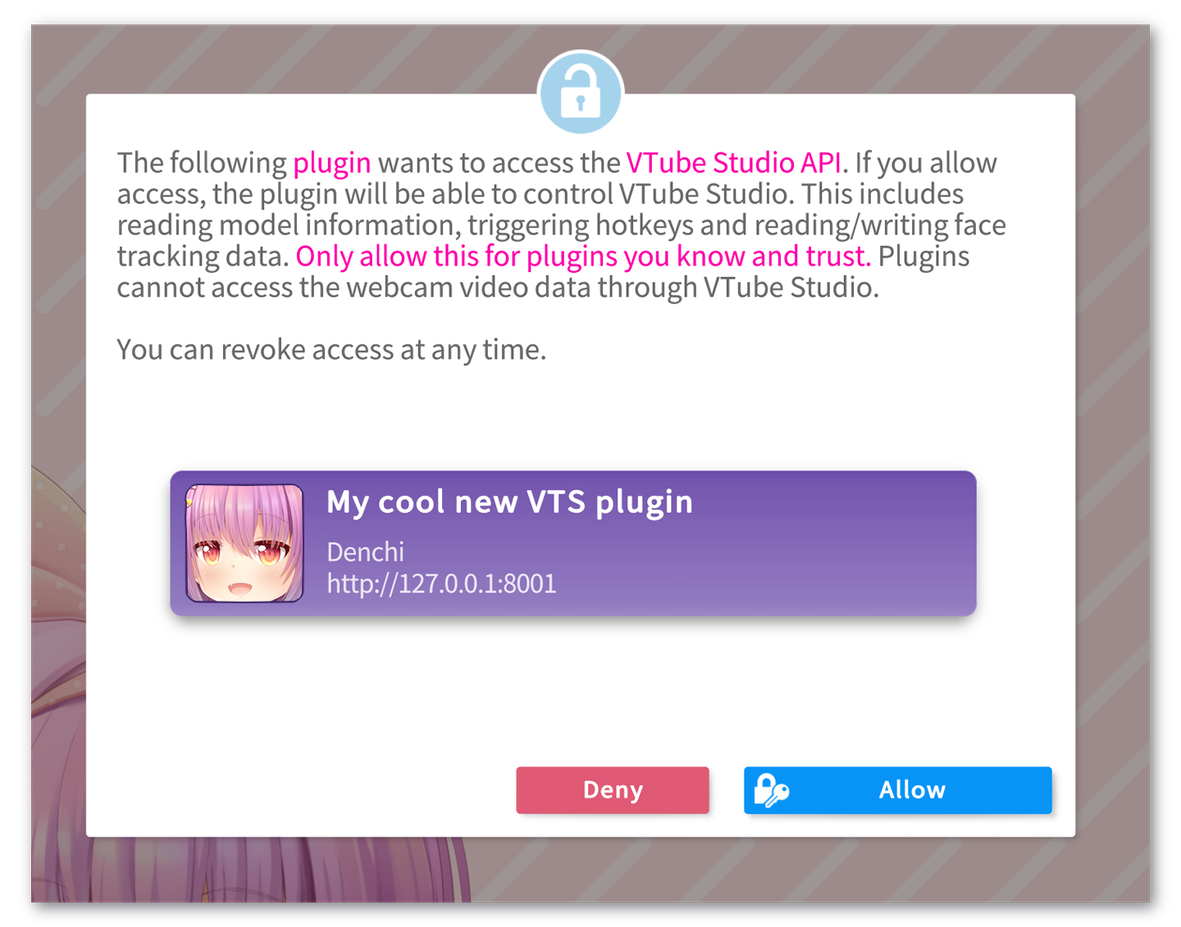 The following plugin wants to access the VTube Studio API. If you allow
access, the plugin will be able to control VTube Studio. This includes
reading model information, triggering hotkeys and reading/writing face
tracking data. Only allow this for plugins you know and trust. Plugins
cannot access the webcam video data through VTube Studio.
You can revoke access at any time.
My cool new VTS plugin
Denchi
http://127.0.0.1:8001
Deny
Allow